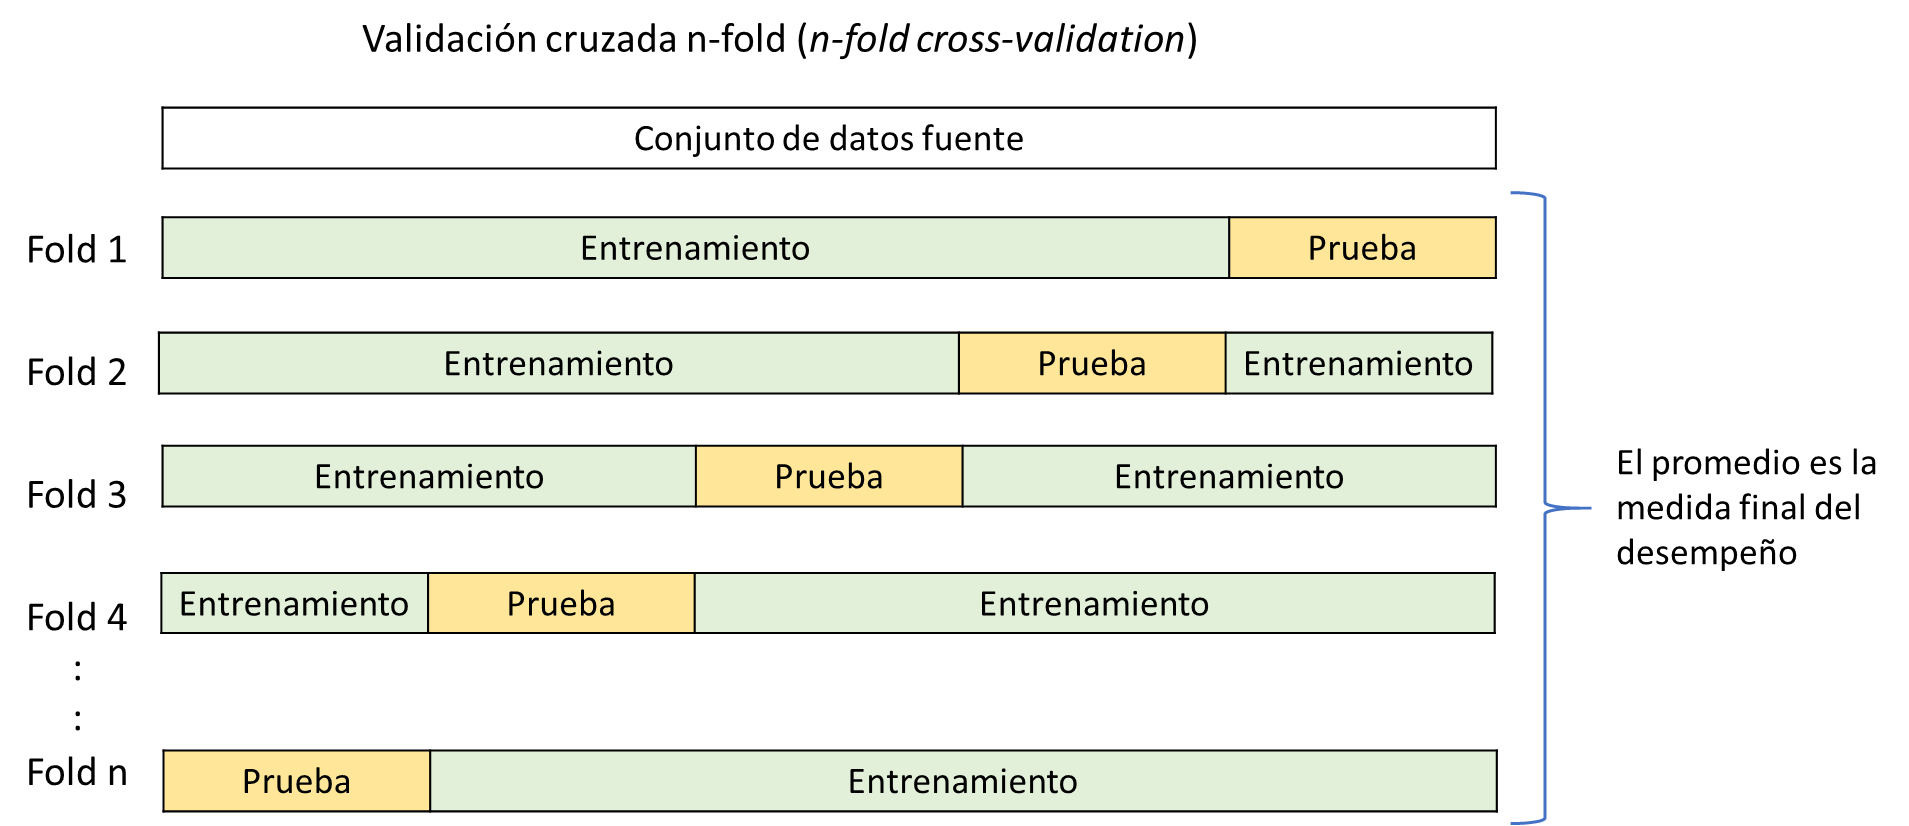 Validación cruzada n-fold (n-fold cross-validation)
Conjunto de datos fuente
Fold 1
Entrenamiento
Prueba
Fold 2
Entrenamiento
Prueba
Entrenamiento
Fold 3
Entrenamiento
Prueba
Entrenamiento
Fold 4
Entrenamiento
Prueba
Entrenamiento
:
:
Fold n
Prueba
Entrenamiento
El promedio es la
medida final del
desempeño